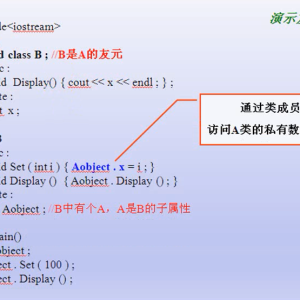 演示
le<iostream>
d class B ; //B是A的友元
c :
d Display() { cout << x << endl ; } ;
te :
t x ;
B
c :
d Set ( int i ) { Aobject . x = i ; }
d Display () { Aobject . Display () ; }
te :
Aobject ; //B中有个A，A是B的子属性
ain()
object ;
ect . Set ( 100 ) ;
ect . Display () ;
通过类成员
访问A类的私有数